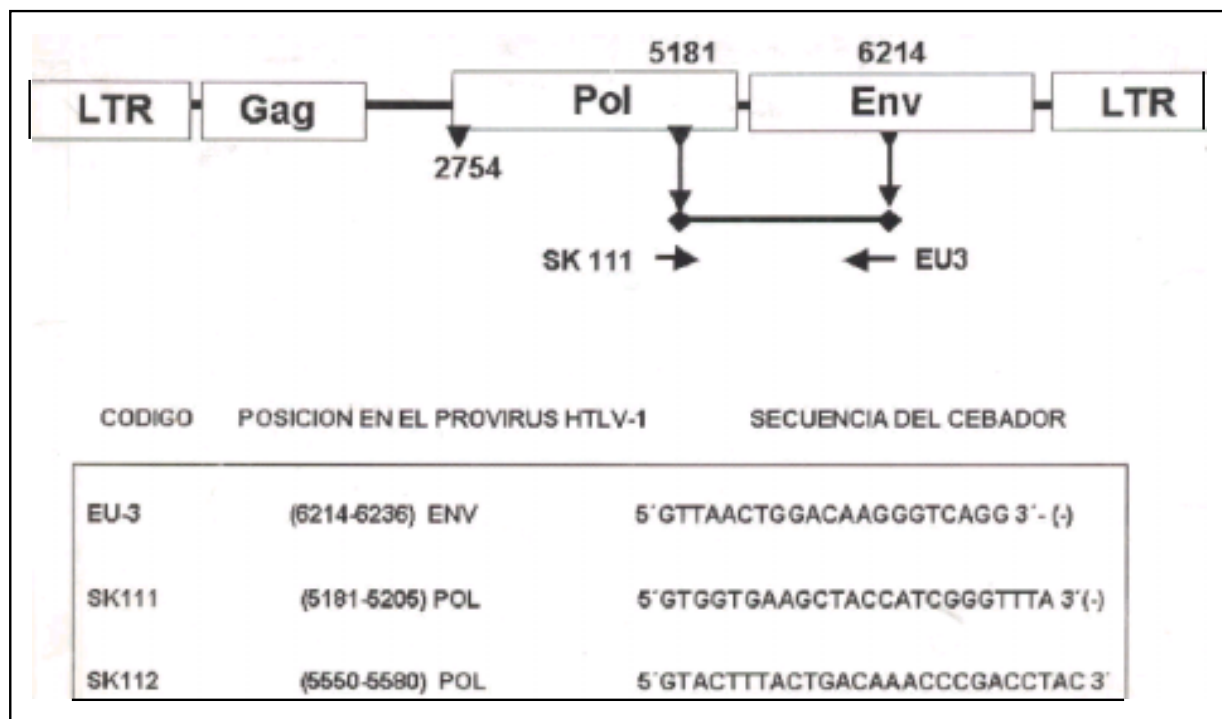 5181 6214
LTR Gag Pol Env LTR
2754
SK 111 EU3
CODIGO POSICION EN EL PROVIRUS HTLV-1 SECUENCIA DEL CEBADOR
EU-3 (6214-6236) ENV 5´GTTAACTGGACAAGGGTCAGG 3´- (-)
SK111 (5181-5205) POL 5´GTGGTGAAGCTACCATCGGGTTTA 3´(-)
SK112 (5550-5580) POL 5´GTACTTTACTGACAAACCCGACCTAC 3´